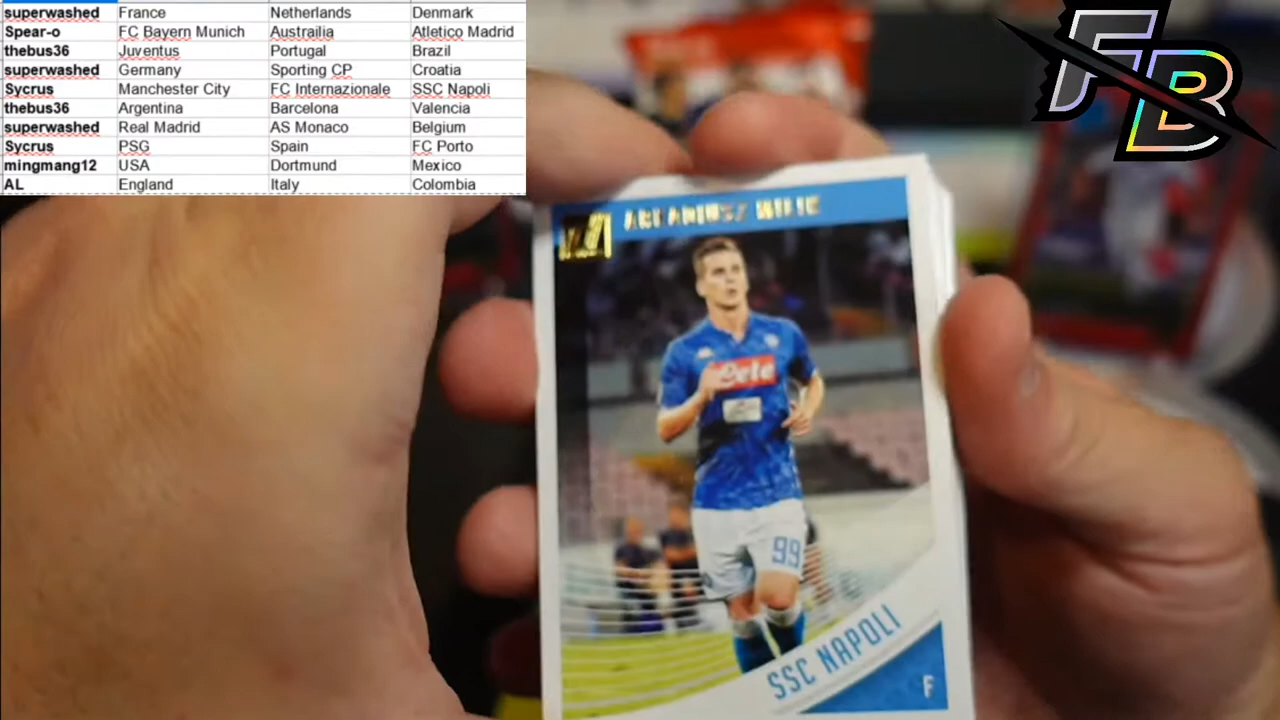 superwashed France Netherlands Denmark
Spear-o FC Bayern Munich Austrailia Atletico Madrid
thebus36 Juventus Portugal Brazil
superwashed Germany Sporting CP Croatia
Sycrus Manchester City FC Internazionale SSC Napoli
thebus36 Argentina Barcelona Valencia
superwashed Real Madrid AS Monaco Belgium
Sycrus PSG Spain FC Porto
mingmang12 USA Dortmund Mexico
AL England Italy Colombia
FB
ARKADIUSZ MILIK
Lete
99
SSC NAPOLI
F